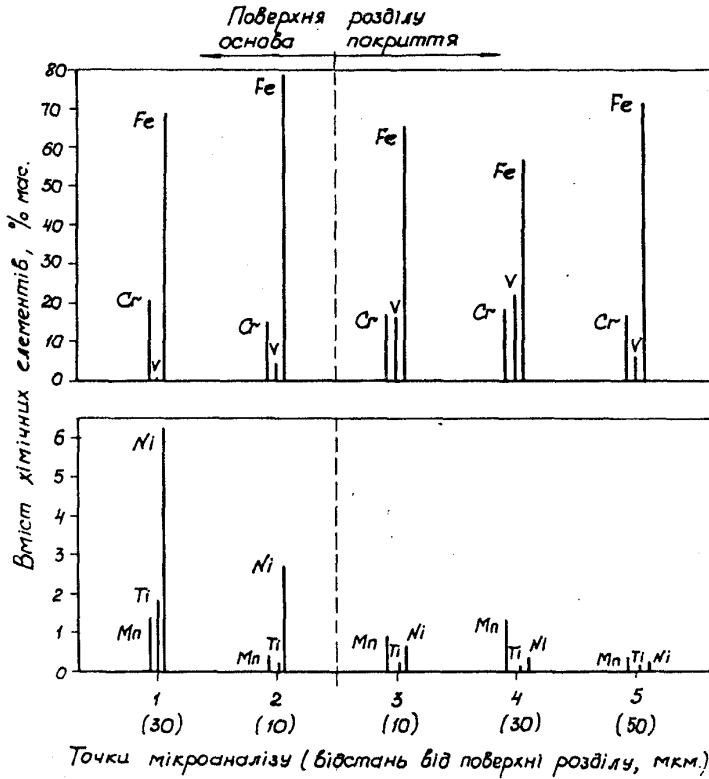 Поверхня розділу
основа покриття
80
70
60
50
40
30
20
10
0
Fe
Cr
V
Fe
Cr
V
Fe
Cr
V
Fe
Cr
V
Fe
Cr
V
Вміст хімічних елементів, % мас.
6
5
4
3
2
1
0
Ni
Ti
Mn
Ni
Ti
Mn
Mn
Ti
Ni
Mn
Ti
Ni
Mn
Ti
Ni
1 2 3 4 5
(30) (10) (10) (30) (50)
Точки мікроаналізу (відстань від поверхні розділу, мкм.)